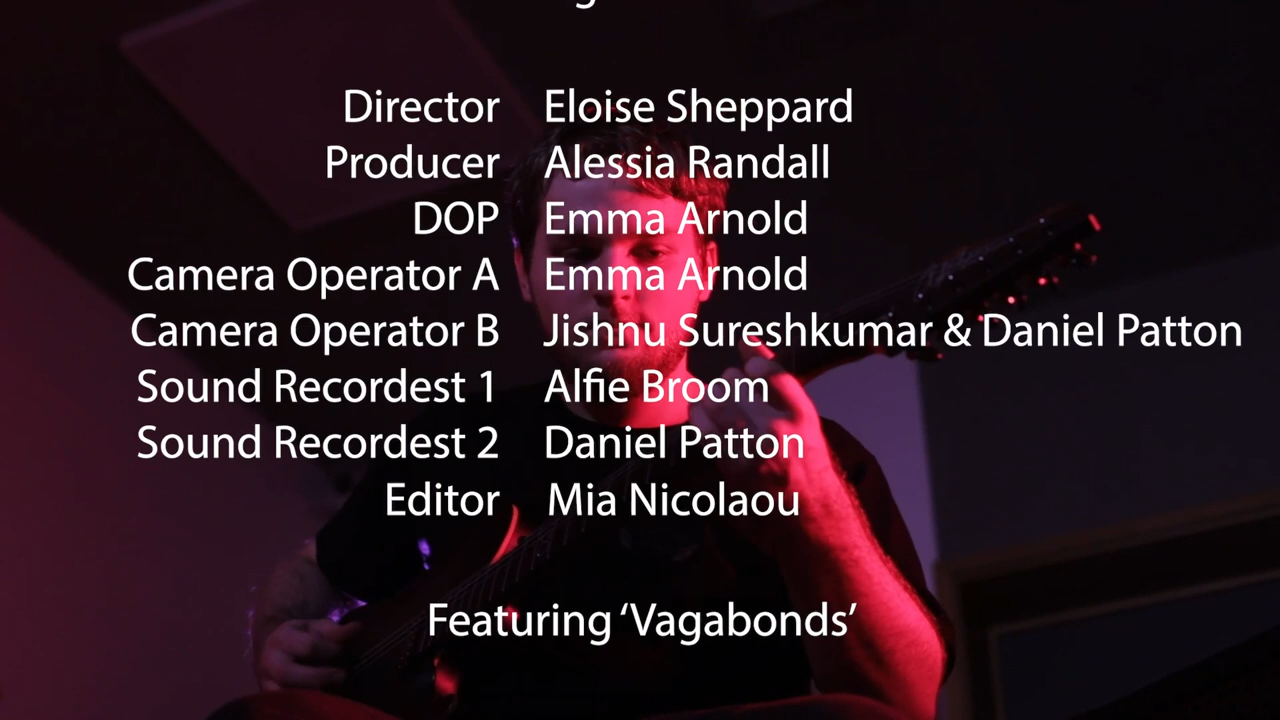 Director Eloise Sheppard
Producer Alessia Randall
DOP Emma Arnold
Camera Operator A Emma Arnold
Camera Operator B Jishnu Sureshkumar & Daniel Patton
Sound Recordest 1 Alfie Broom
Sound Recordest 2 Daniel Patton
Editor Mia Nicolaou
Featuring ‘Vagabonds’